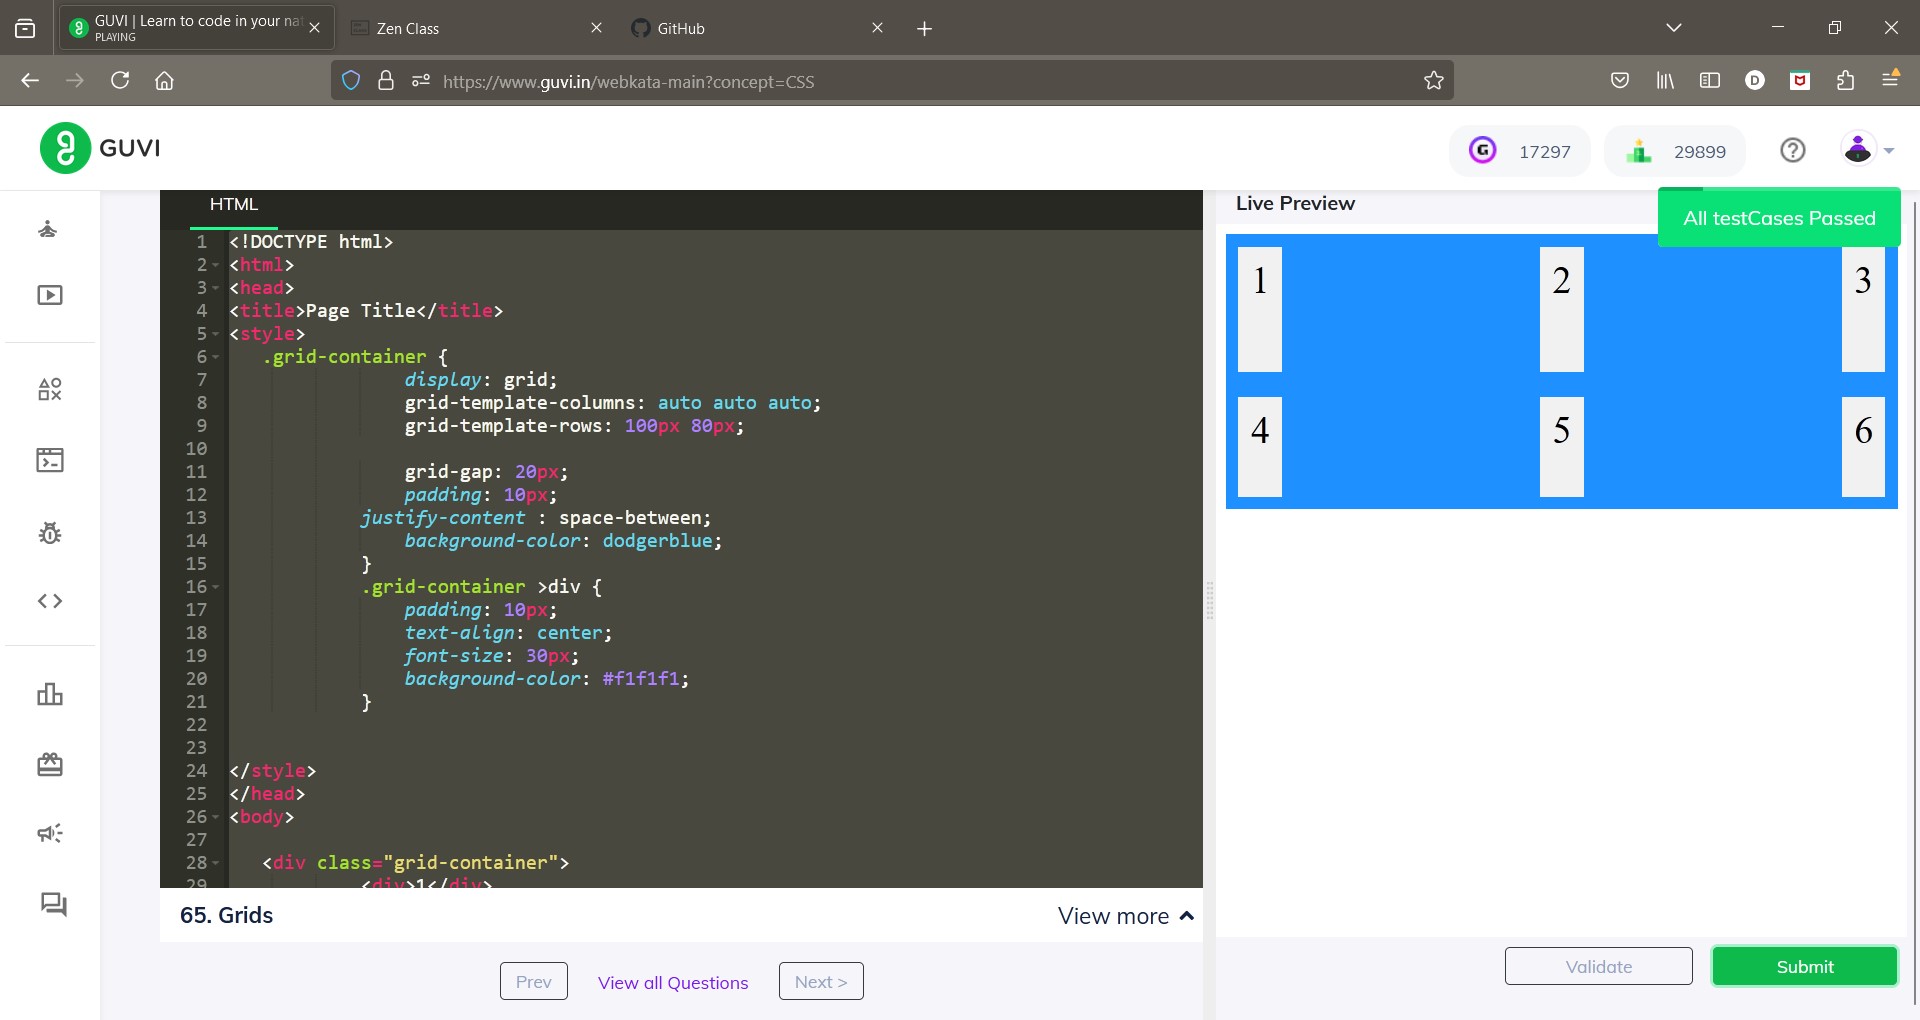 GUVI | Learn to code in your nat
PLAYING
Zen Class
GitHub
https://www.guvi.in/webkata-main?concept=CSS
D
GUVI
G
17297
29899
HTML
Live Preview
All testCases Passed
1 <!DOCTYPE html>
2 <html>
3 <head>
4 <title>Page Title</title>
5 <style>
6 .grid-container {
7 display: grid;
8 grid-template-columns: auto auto auto;
9 grid-template-rows: 100px 80px;
10
11 grid-gap: 20px;
12 padding: 10px;
13 justify-content : space-between;
14 background-color: dodgerblue;
15 }
16 .grid-container >div {
17 padding: 10px;
18 text-align: center;
19 font-size: 30px;
20 background-color: #f1f1f1;
21 }
22
23
24 </style>
25 </head>
26 <body>
27
28 <div class="grid-container">
29 <div>1</div>
1 2 3
4 5 6
65. Grids
View more
Prev
View all Questions
Next >
Validate
Submit